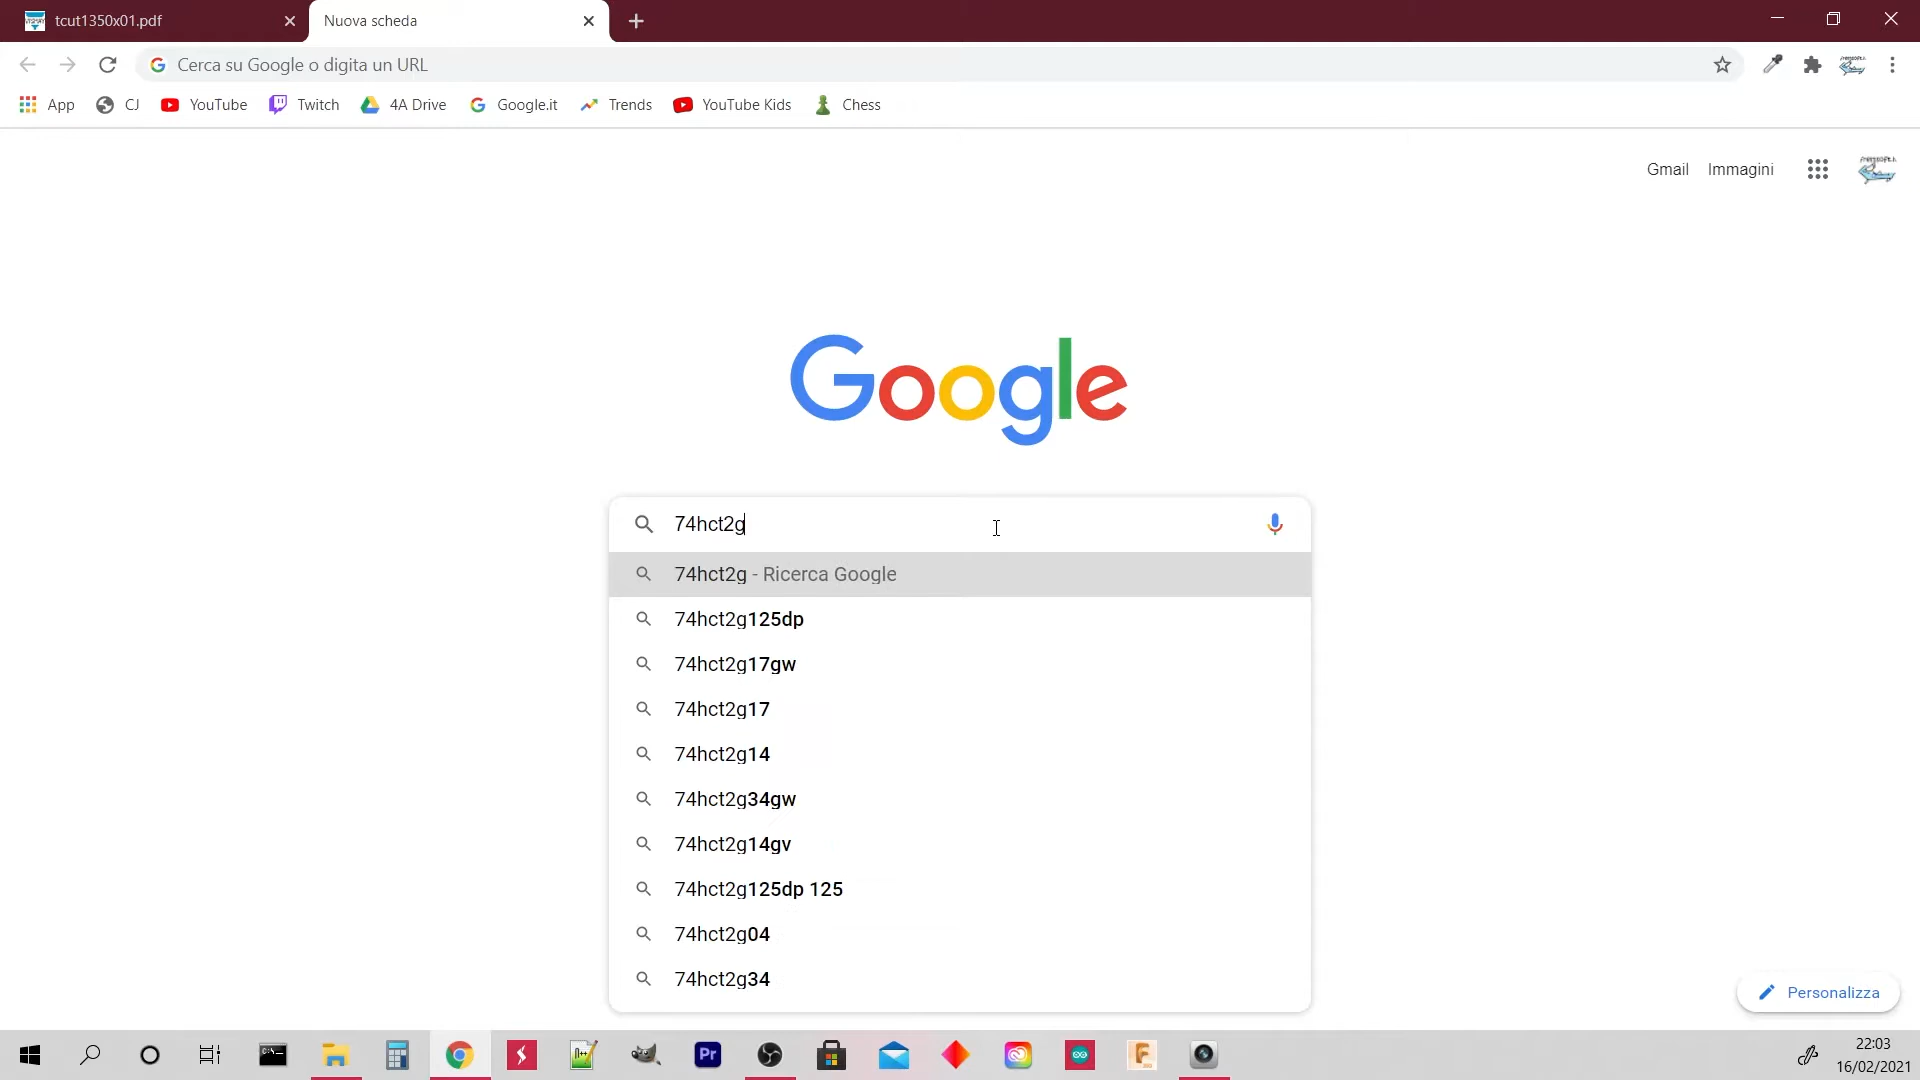 tcut1350x01.pdf
Nuova scheda
Cerca su Google o digita un URL
App
CJ
YouTube
Twitch
4A Drive
Google.it
Trends
YouTube Kids
Chess
Gmail
Immagini
Google
74hct2g
74hct2g - Ricerca Google
74hct2g125dp
74hct2g17gw
74hct2g17
74hct2g14
74hct2g34gw
74hct2g14gv
74hct2g125dp 125
74hct2g04
74hct2g34
Personalizza
Pr
22:03
16/02/2021